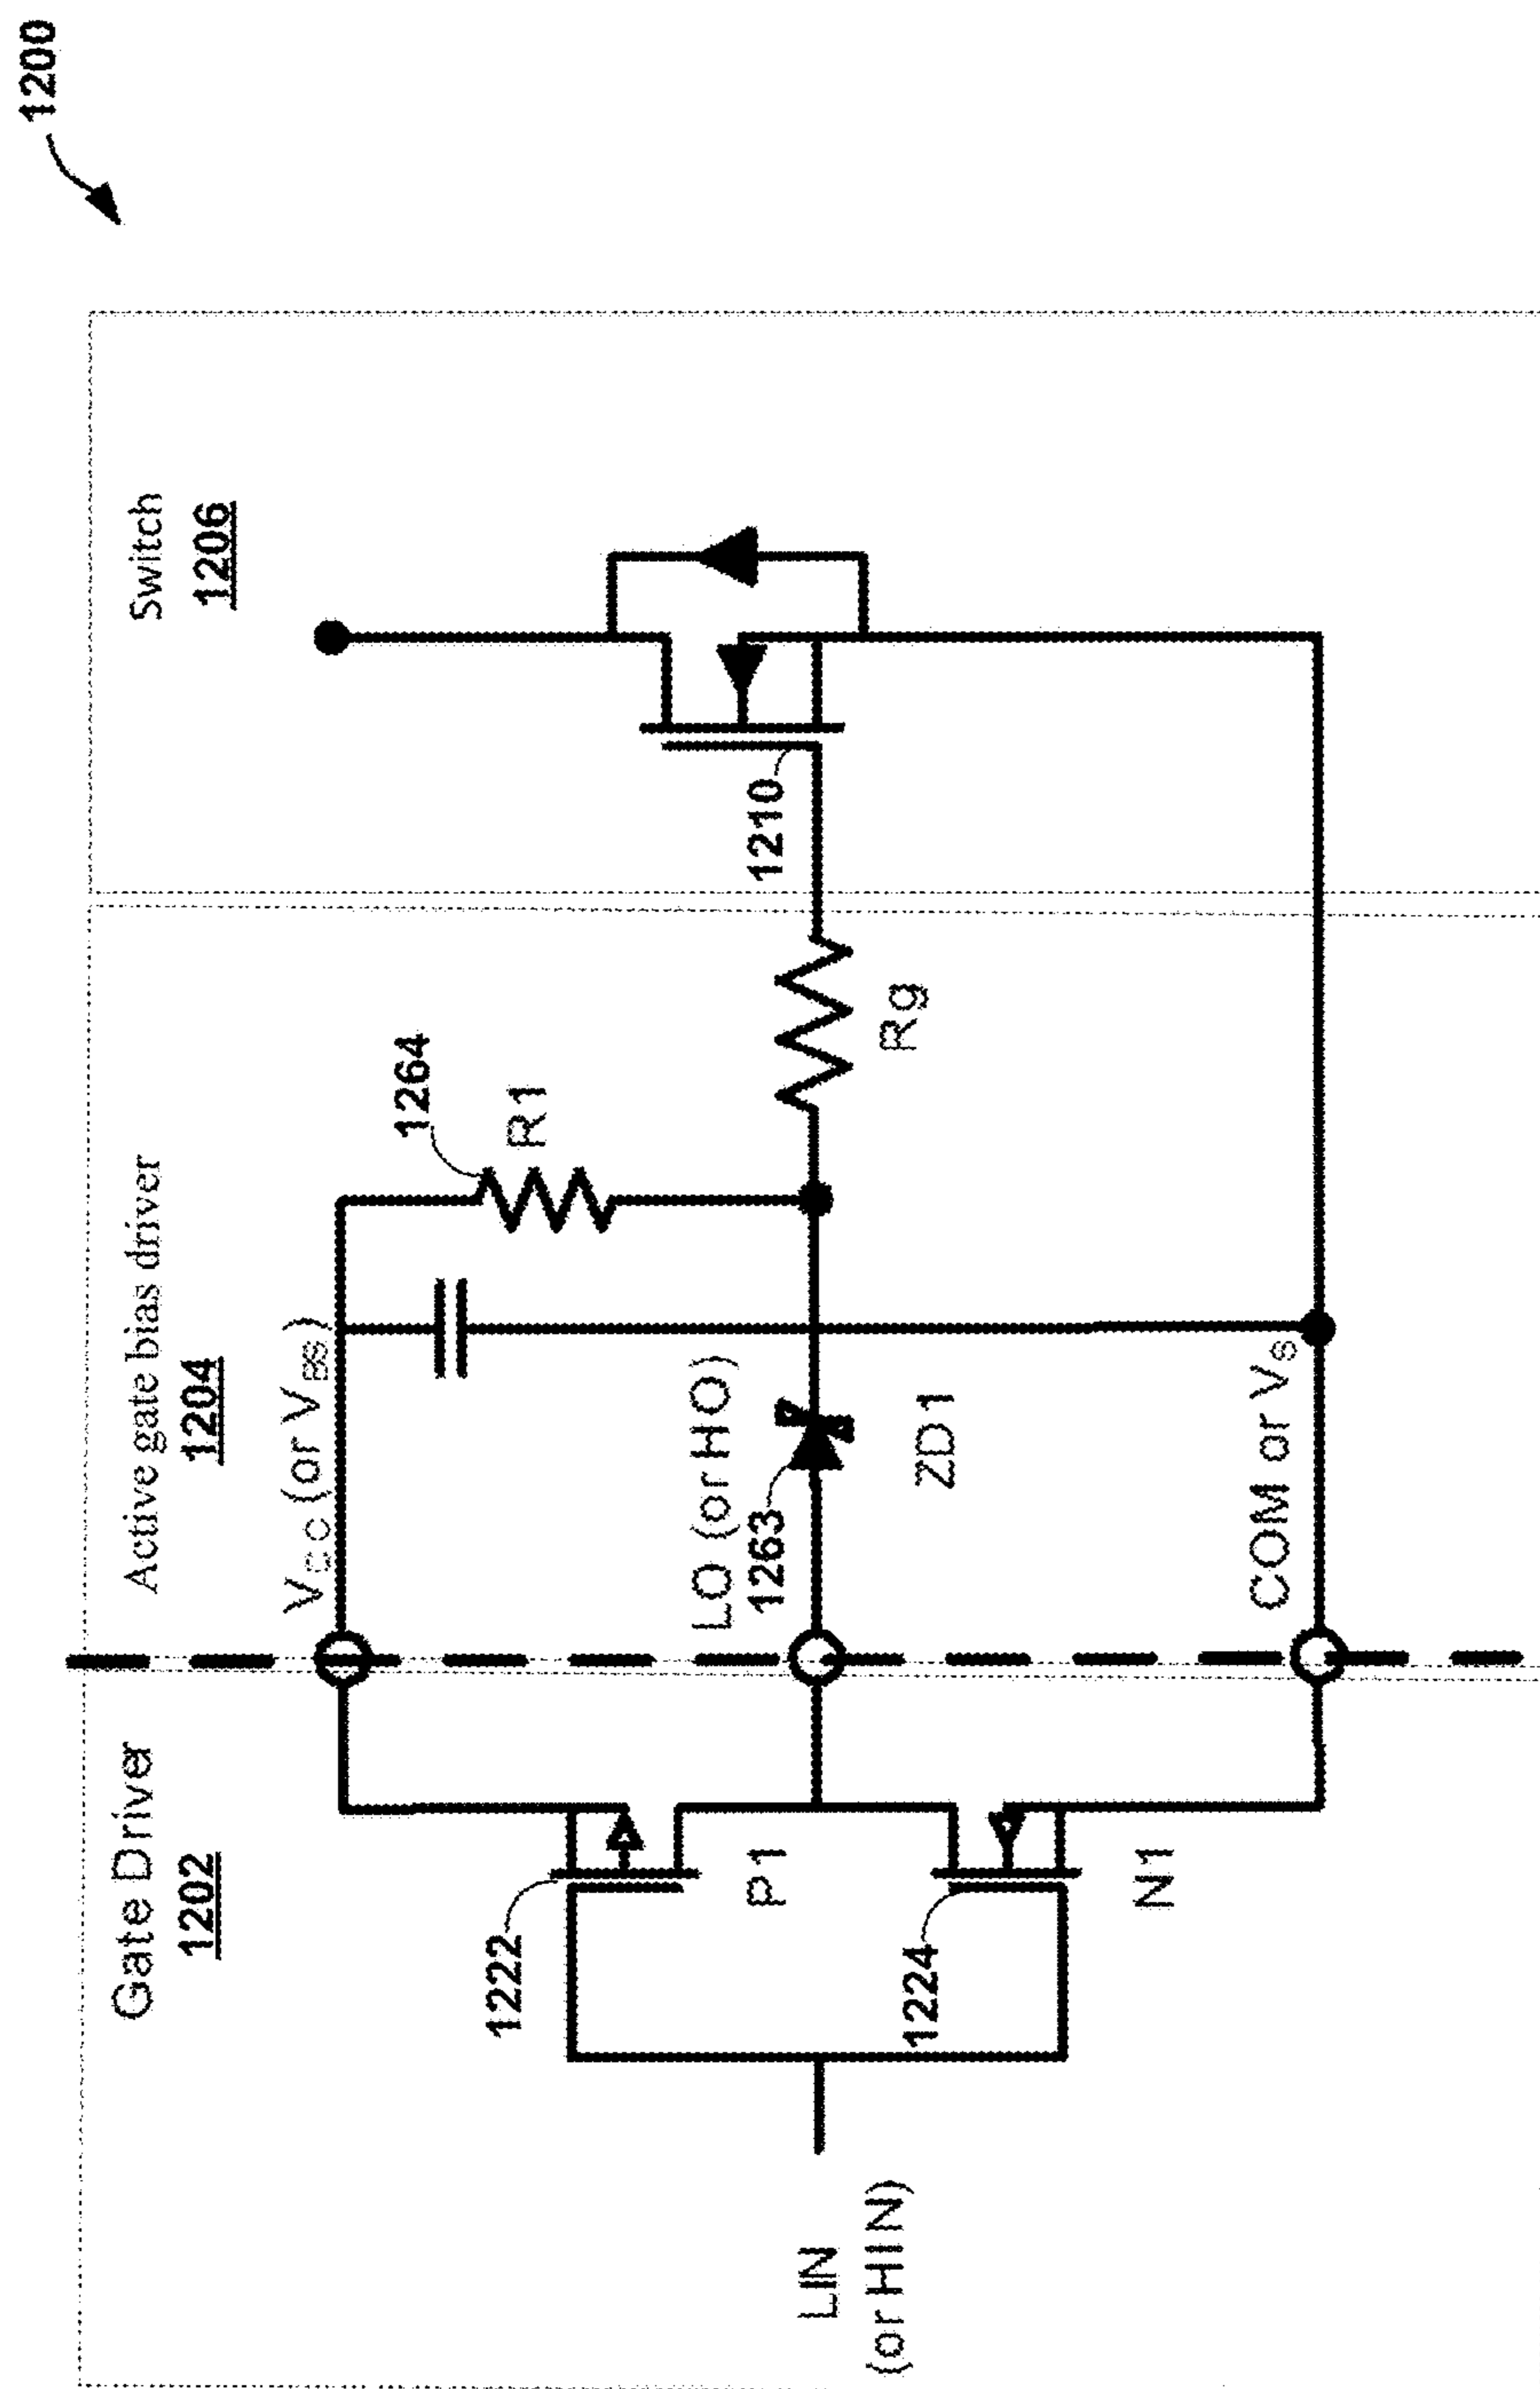 1200
Gate Driver
1202
Active gate bias driver
1204
Switch
1206
VCC (or VBS)
1264
R1
1222
P1
LO (or HO)
1263
ZD1
1210
Rg
LIN
(or HIN)
1224
N1
COM or VS